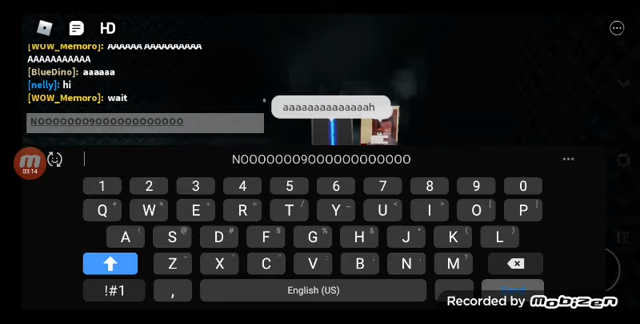 HD
[WOW_Memoro]: AAAAAA AAAAAAAAAA
AAAAAAAAAAA
[BlueDino]: aaaaaa
[nelly]: hi
[WOW_Memoro]: wait
aaaaaaaaaaaaaah
NOOOOOOO9OOOOOOOOOOOO
03:14
NOOOOOOO9OOOOOOOOOOOO
1 2 3 4 5 6 7 8 9 0
Q W E R T Y U I O P
A S D F G H J K L
Z X C V B N M
!#1 , English (US)
Recorded by Mobizen